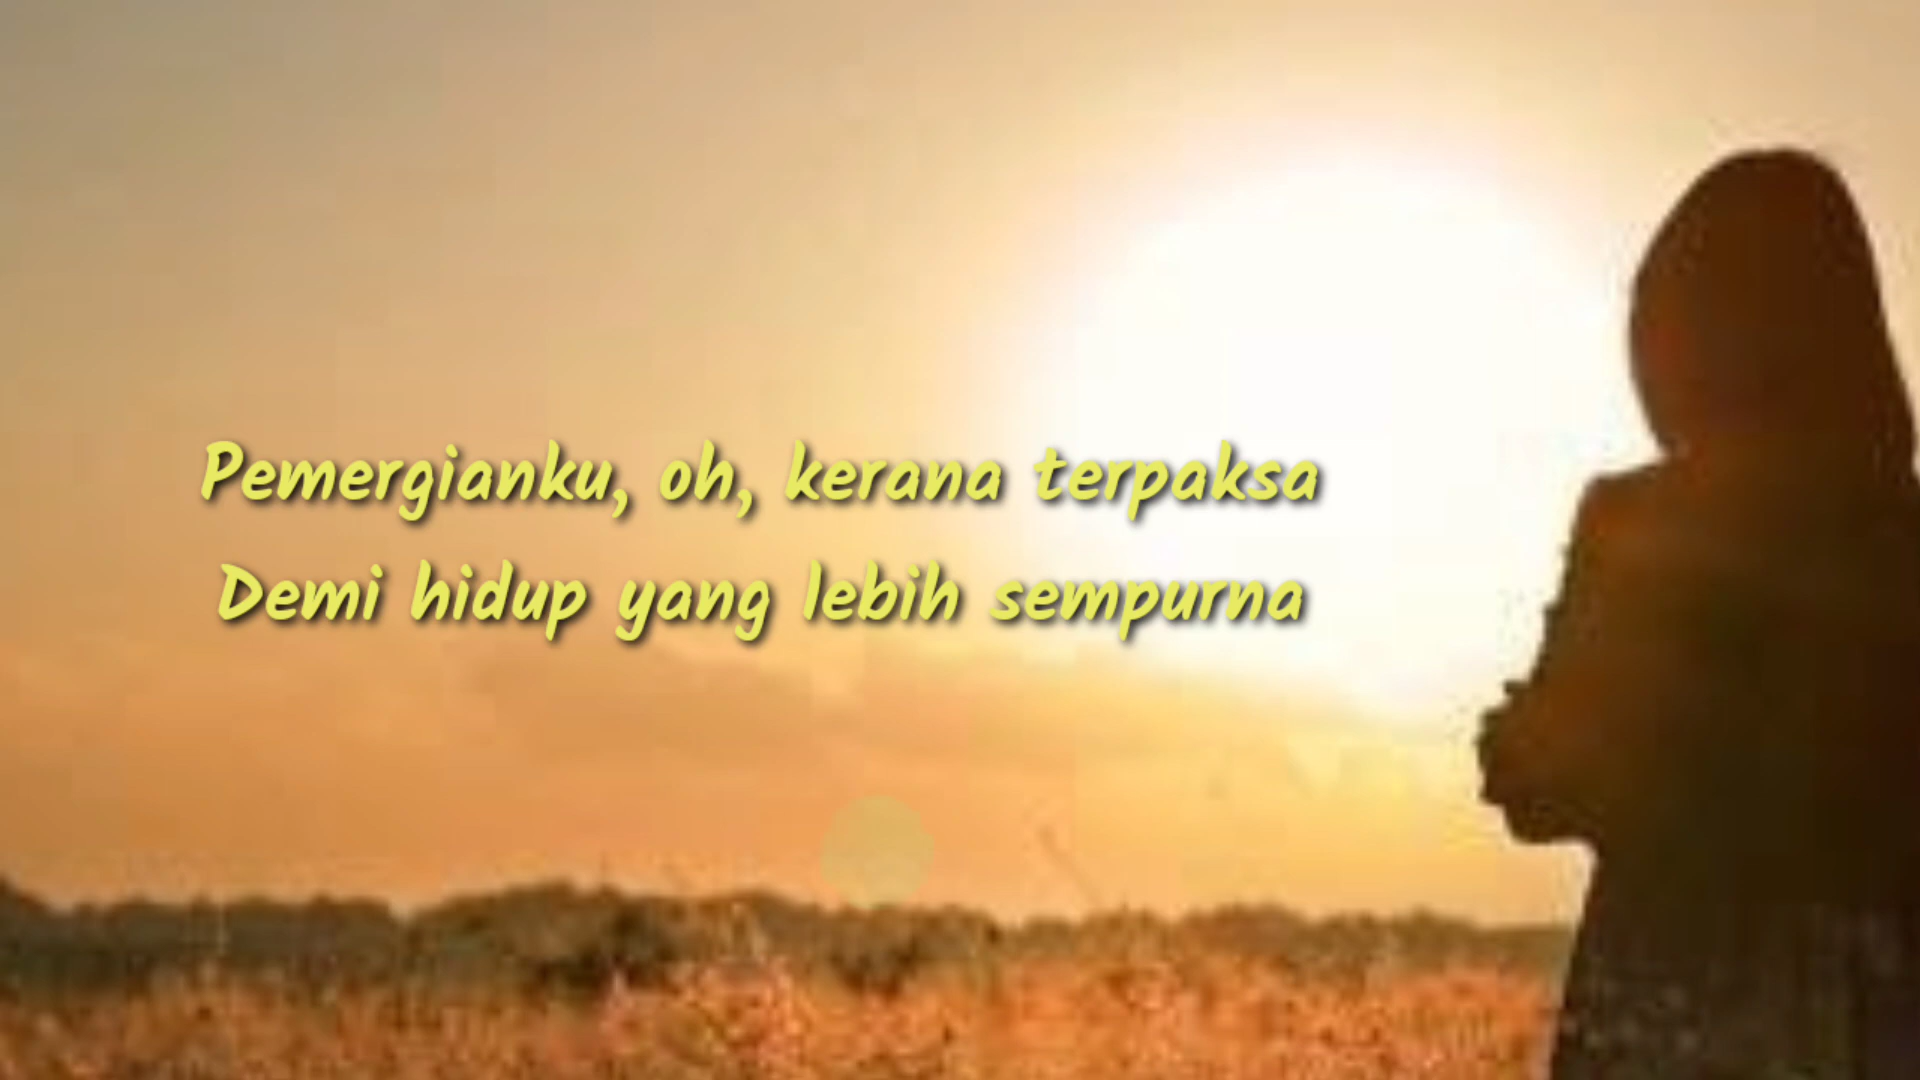 Pemergianku, oh, kerana terpaksa
Demi hidup yang lebih sempurna